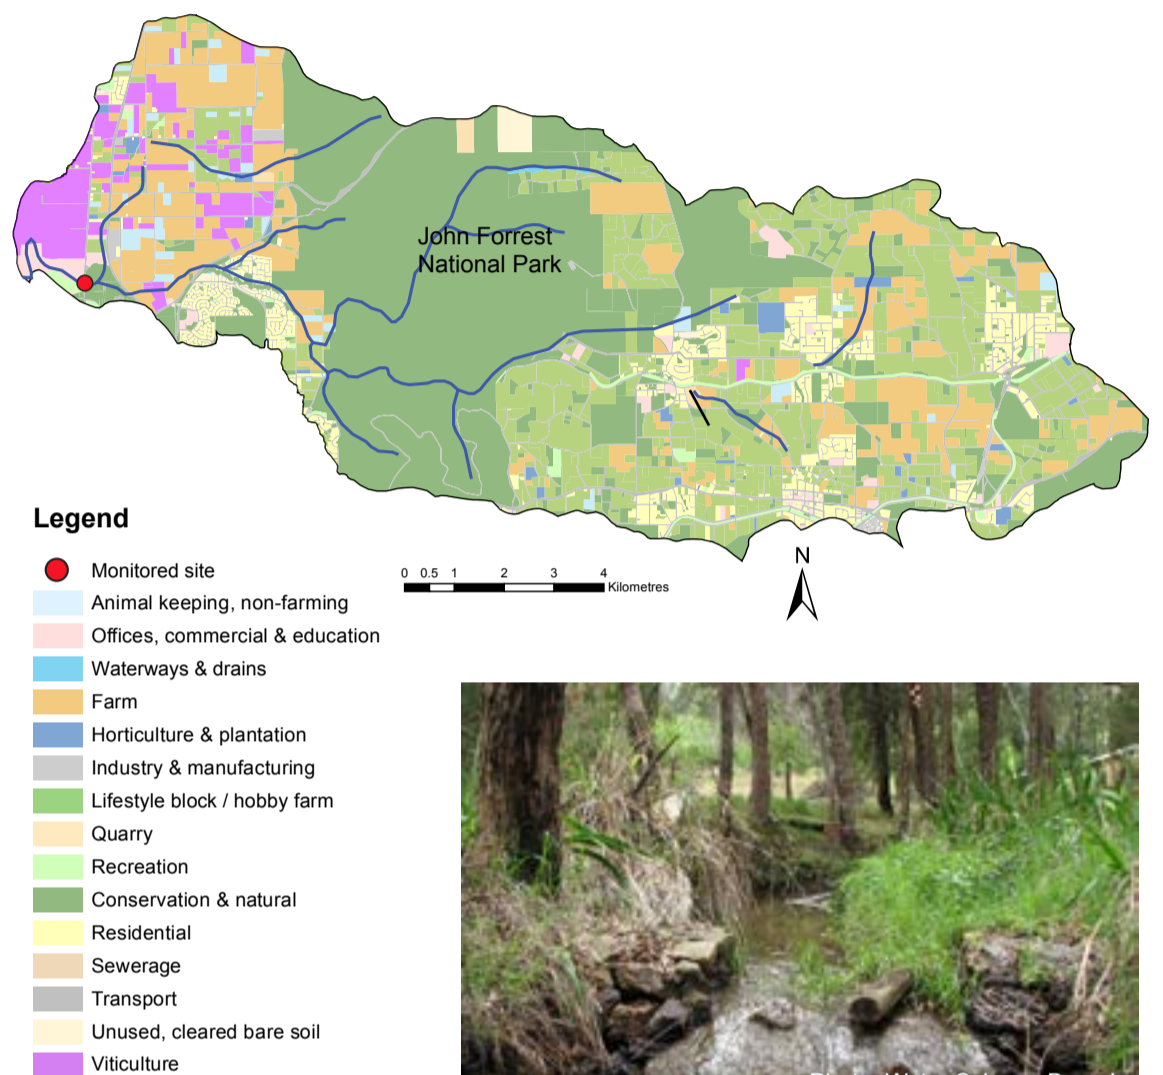 John Forrest
National Park
Legend
N
0 0.5 1 2 3 4
Kilometres
Monitored site
Animal keeping, non-farming
Offices, commercial & education
Waterways & drains
Farm
Horticulture & plantation
Industry & manufacturing
Lifestyle block / hobby farm
Quarry
Recreation
Conservation & natural
Residential
Sewerage
Transport
Unused, cleared bare soil
Viticulture